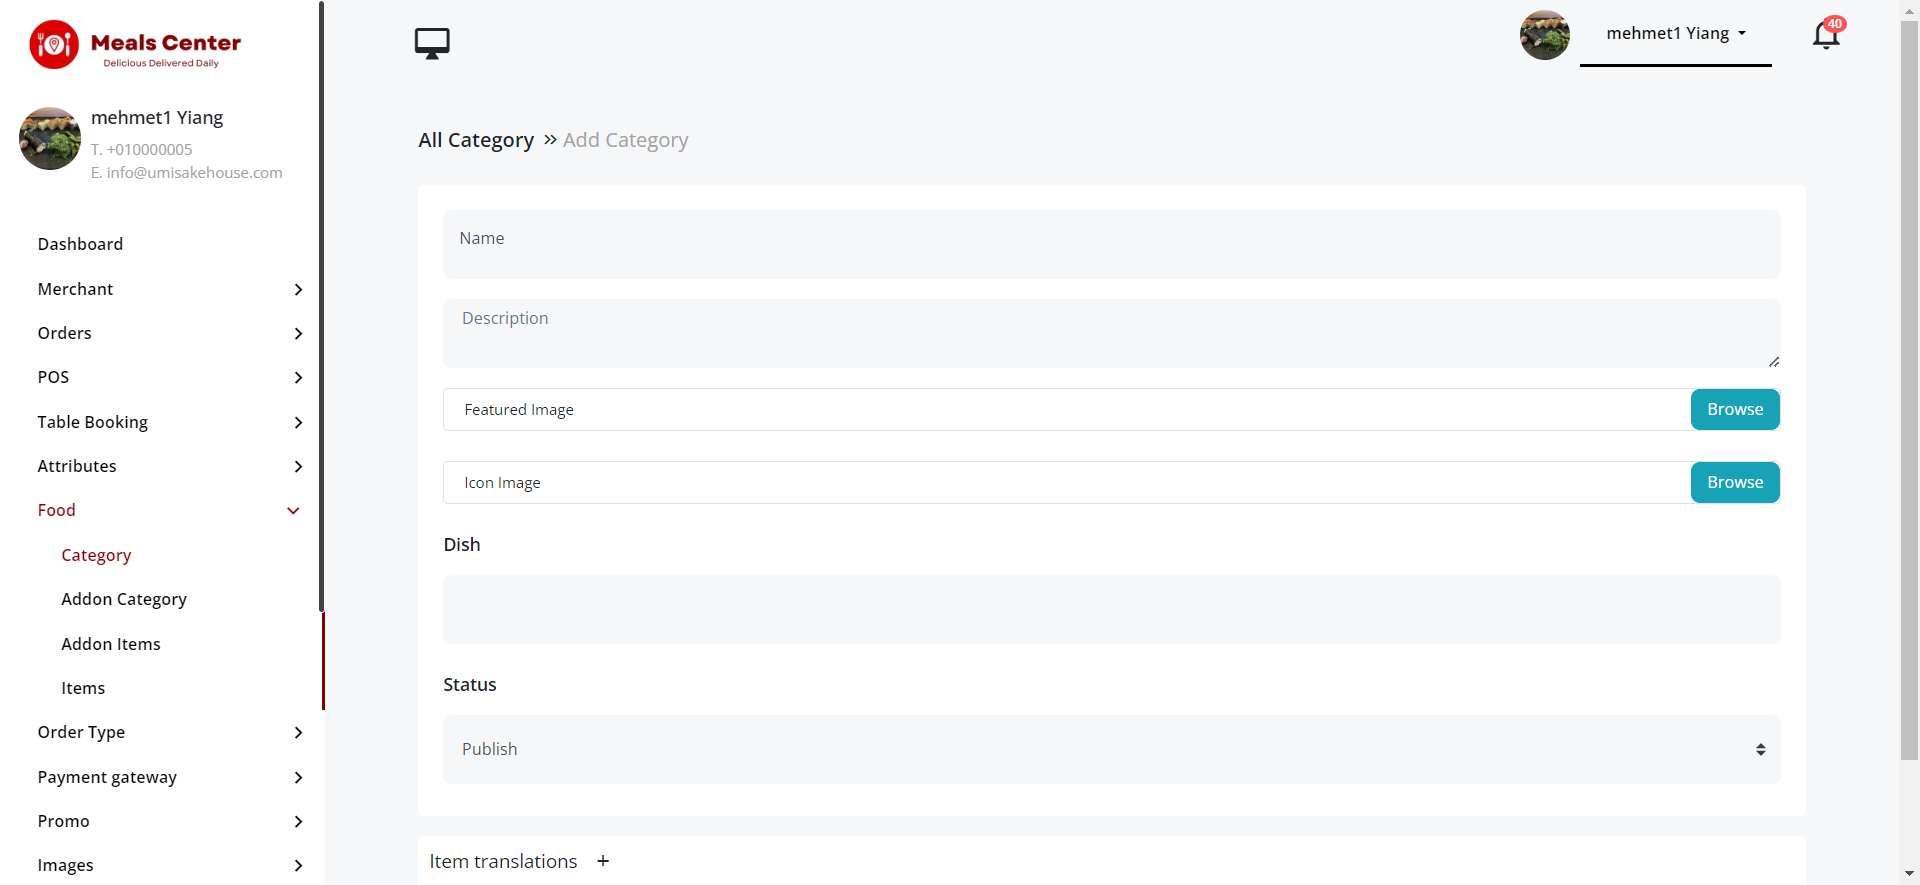 Meals Center
Delicious Delivered Daily
mehmet1 Yiang
T. +010000005
E. info@umisakehouse.com
Dashboard
Merchant
Orders
POS
Table Booking
Attributes
Food
Category
Addon Category
Addon Items
Items
Order Type
Payment gateway
Promo
Images
mehmet1 Yiang
40
All Category » Add Category
Name
Description
Featured Image
Browse
Icon Image
Browse
Dish
Status
Publish
Item translations +